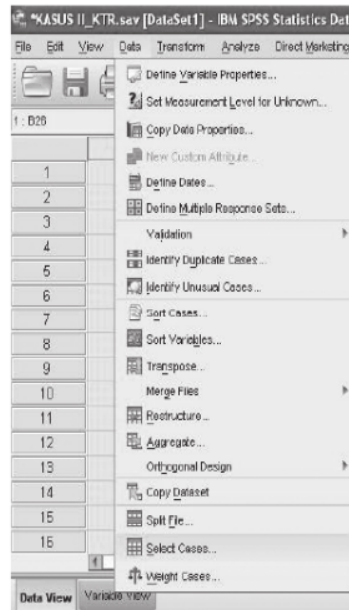 *KASUS II_KTR.sav [DataSet1] - IBM SPSS Statistics Dat
File Edit View Data Transform Analyze Direct Marketing
Define Variable Properties...
Set Measurement Level for Unknown...
1 : B26
Copy Data Properties...
New Custom Attribute...
1
Define Dates...
2
Define Multiple Response Sets...
3
Validation
4
Identify Duplicate Cases...
5
Identify Unusual Cases...
6
7
Sort Cases...
8
Sort Variables...
9
Transpose...
10
Merge Files
11
Restructure...
12
Aggregate...
13
Orthogonal Design
14
Copy Dataset
15
Split File...
16
Select Cases...
Weight Cases...
Data View Variable View